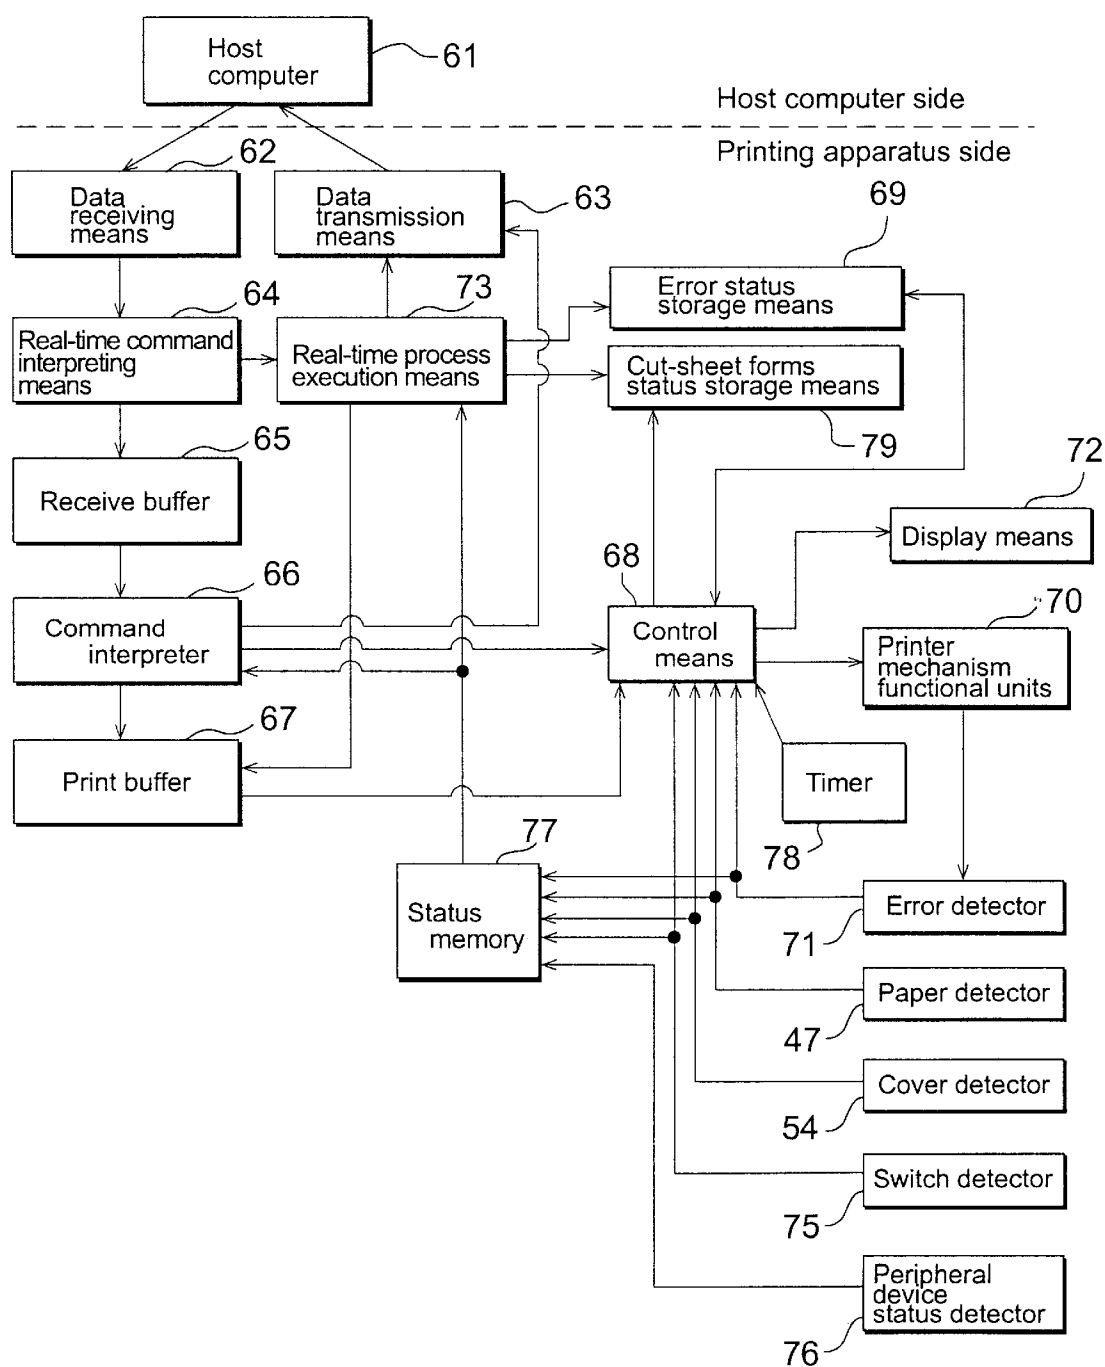 Host
computer
61
Host computer side
Printing apparatus side
62
Data
receiving
means
Data
transmission
means
63
69
Error status
storage means
64
Real-time command
interpreting
means
73
Real-time process
execution means
Cut-sheet forms
status storage means
79
65
Receive buffer
72
Display means
66
Command
interpreter
68
Control
means
70
Printer
mechanism
functional units
67
Print buffer
Timer
78
77
Status
memory
Error detector
71
Paper detector
47
Cover detector
54
Switch detector
75
Peripheral
device
status detector
76